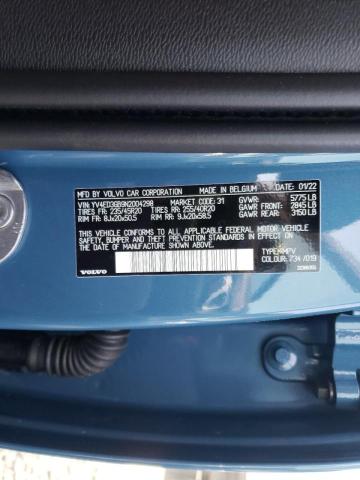 MFD BY VOLVO CAR CORPORATION MADE IN BELGIUM DATE: 01/22
VIN: YV4ED3GB9N2004298 MARKET CODE: 31 GVWR: 5775 LB
TIRES FR: 235/45R20 TIRES RR: 255/40R20 GAWR FRONT: 2845 LB
RIM FR: 8Jx20x50.5 RIM RR: 9Jx20x58.5 GAWR REAR: 3150 LB
THIS VEHICLE CONFORMS TO ALL APPLICABLE FEDERAL MOTOR VEHICLE
SAFETY, BUMPER AND THEFT PREVENTION STANDARDS IN EFFECT ON
THE DATE OF MANUFACTURE SHOWN ABOVE.
TYPE: MPV
COLOUR: 734/019
VOLVO